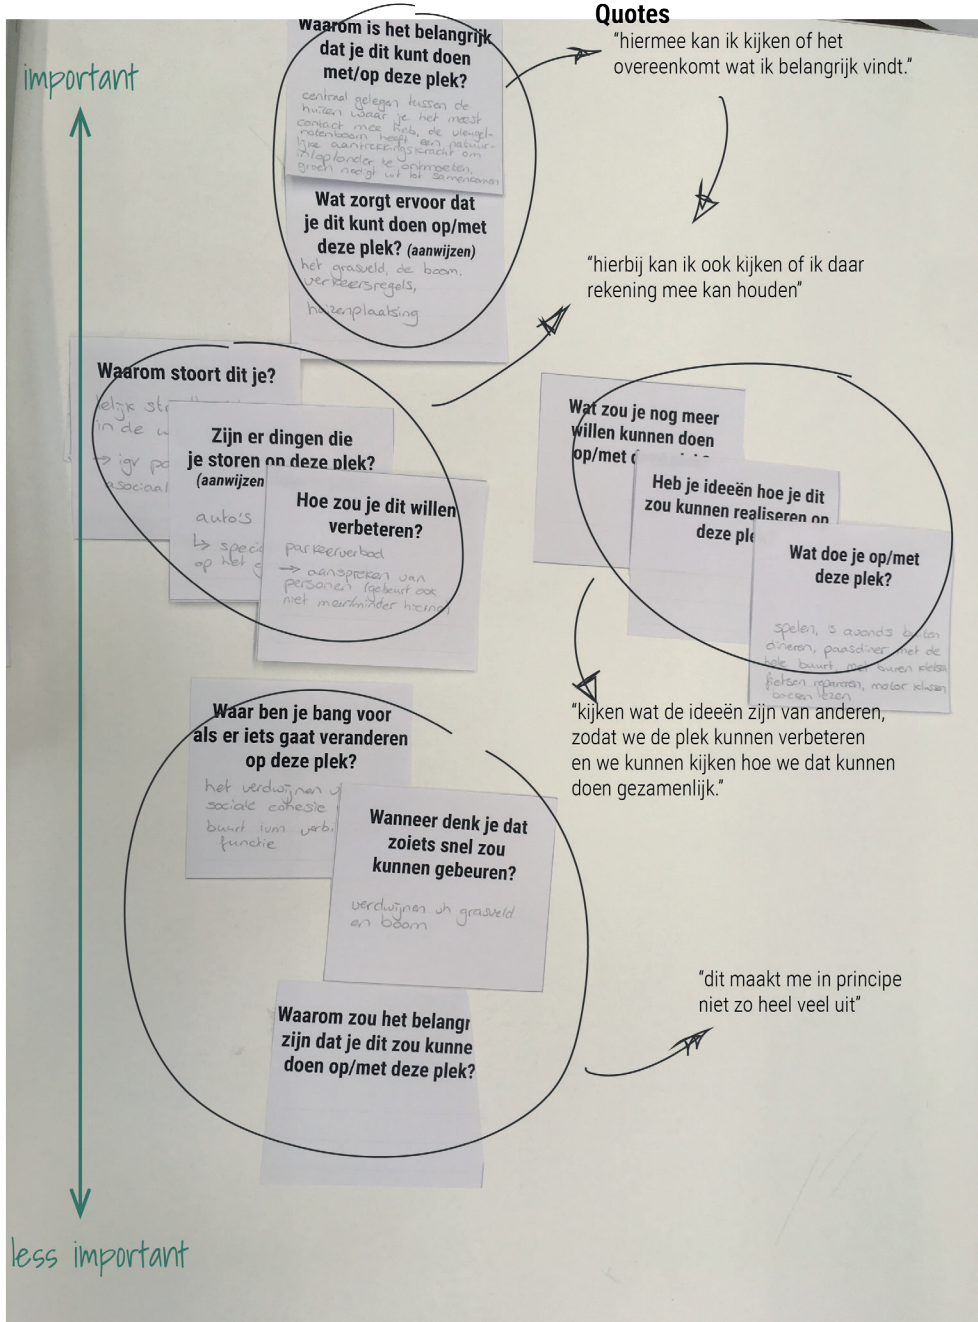 Quotes
important
Waarom is het belangrijk
dat je dit kunt doen
met/op deze plek?
centraal gelegen tussen de
huizen waar je het meest
contact mee hebt, de vleugel-
notenboom heeft een natuur-
lijke aantrekkingskracht om
in/op/onder te ontmoeten,
groen nodigt uit tot samenkomen
"hiermee kan ik kijken of het
overeenkomt wat ik belangrijk vindt."
Wat zorgt ervoor dat
je dit kunt doen op/met
deze plek? (aanwijzen)
het grasveld, de boom,
verkeersregels,
huizenplaatsing
"hierbij kan ik ook kijken of ik daar
rekening mee kan houden"
Waarom stoort dit je?
lelijk
in de
→ igv
asociaal
Zijn er dingen die
je storen op deze plek?
(aanwijzen
auto's
↳
op het
Hoe zou je dit willen
verbeteren?
parkeerverbod
→ aanspreken van
personen (gebeurt ook
niet meer/minder hierna)
Wat zou je nog meer
willen kunnen doen
op/met
Heb je ideeën hoe je dit
zou kunnen realiseren op
deze
Wat doe je op/met
deze plek?
spelen, 's avonds buiten
dineren, paasdiner met de
hele buurt, met buren kletsen
fietsen repareren, motor
boeken lezen
"kijken wat de ideeën zijn van anderen,
zodat we de plek kunnen verbeteren
en we kunnen kijken hoe we dat kunnen
doen gezamenlijk."
Waar ben je bang voor
als er iets gaat veranderen
op deze plek?
het verdwijnen
sociale cohesie
buurt ivm
functie
Wanneer denk je dat
zoiets snel zou
kunnen gebeuren?
verdwijnen vh grasveld
en boom
Waarom zou het belangr
zijn dat je dit zou kunne
doen op/met deze plek?
"dit maakt me in principe
niet zo heel veel uit"
less important